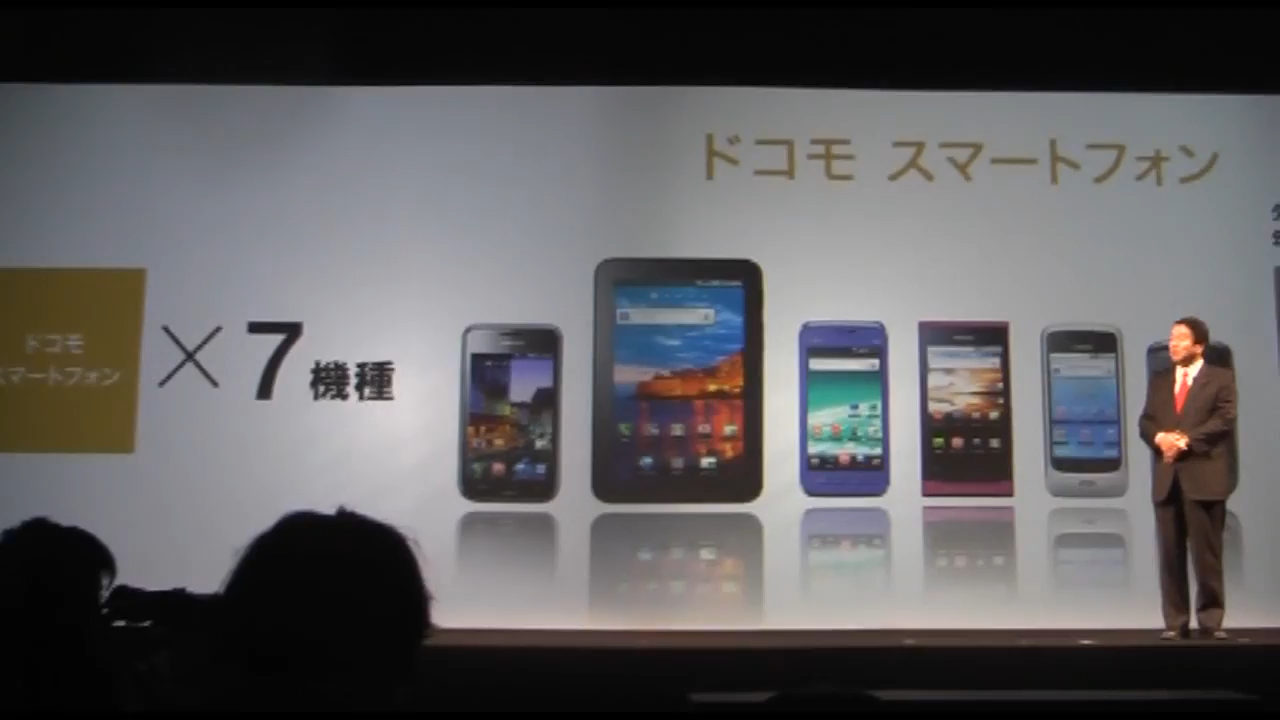 ドコモ スマートフォン
ドコモ
スマートフォン
×7機種